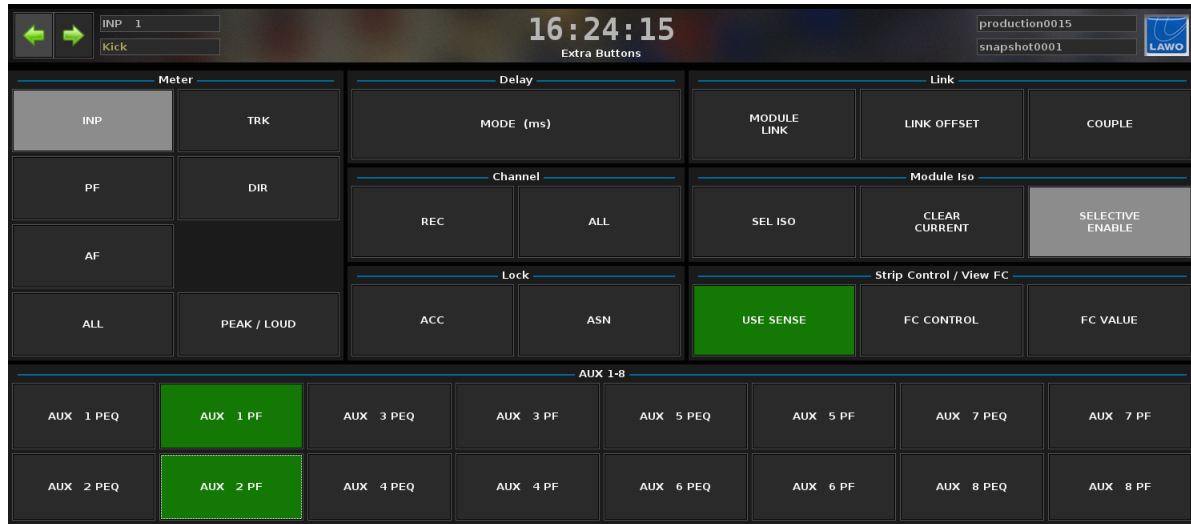 INP 1
Kick
16:24:15
Extra Buttons
production0015
snapshot0001
LAWO
Meter
INP
TRK
PF
DIR
AF
ALL
PEAK / LOUD
Delay
MODE (ms)
Channel
REC
ALL
Lock
ACC
ASN
Link
MODULE
LINK
LINK OFFSET
COUPLE
Module Iso
SEL ISO
CLEAR
CURRENT
SELECTIVE
ENABLE
Strip Control / View FC
USE SENSE
FC CONTROL
FC VALUE
AUX 1-8
AUX 1 PEQ
AUX 1 PF
AUX 3 PEQ
AUX 3 PF
AUX 5 PEQ
AUX 5 PF
AUX 7 PEQ
AUX 7 PF
AUX 2 PEQ
AUX 2 PF
AUX 4 PEQ
AUX 4 PF
AUX 6 PEQ
AUX 6 PF
AUX 8 PEQ
AUX 8 PF